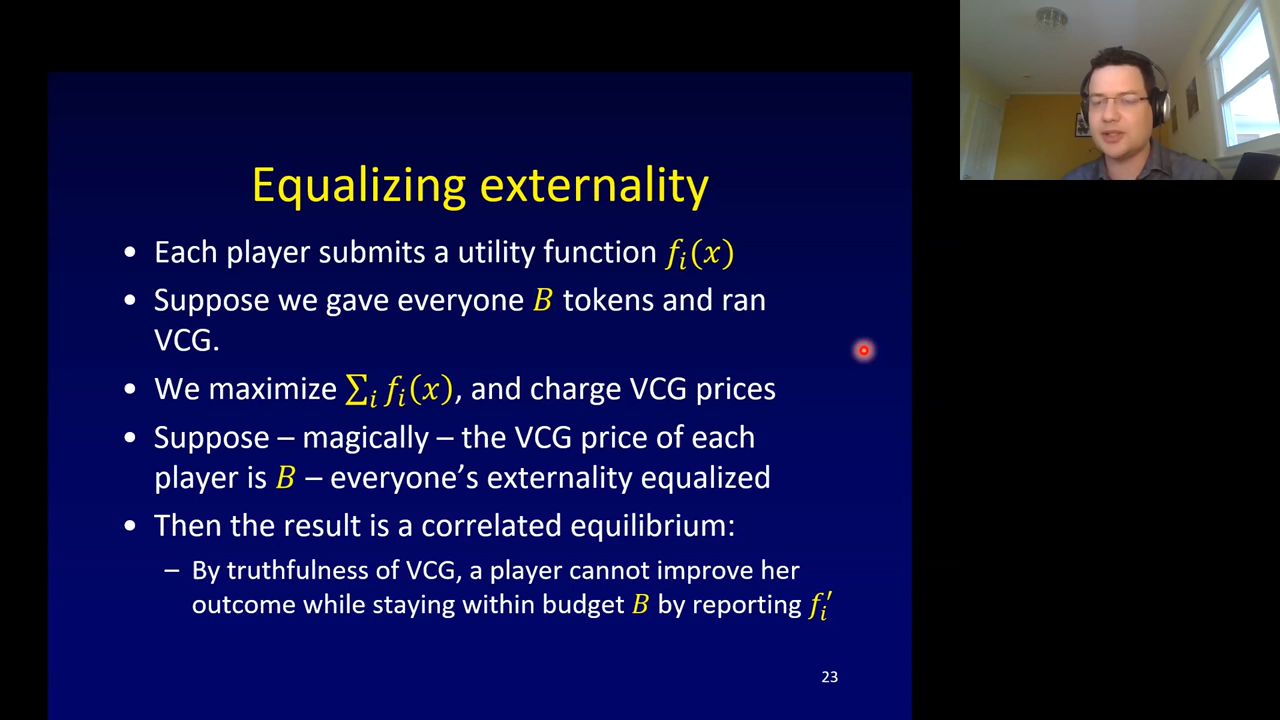 Equalizing externality
• Each player submits a utility function fᵢ(x)
• Suppose we gave everyone B tokens and ran
VCG.
• We maximize ∑ᵢ fᵢ(x), and charge VCG prices
• Suppose – magically – the VCG price of each
player is B – everyone’s externality equalized
• Then the result is a correlated equilibrium:
– By truthfulness of VCG, a player cannot improve her
outcome while staying within budget B by reporting fᵢ′
23